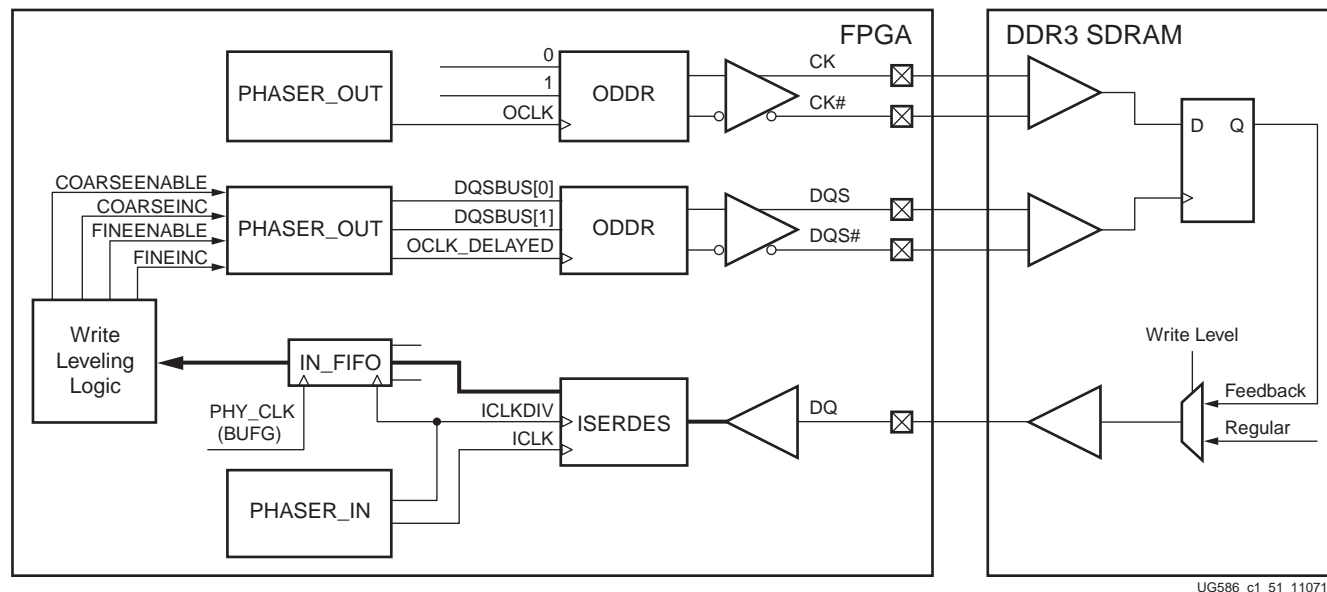 FPGA
DDR3 SDRAM
PHASER_OUT
0
1
OCLK
ODDR
CK
CK#
D Q
COARSEENABLE
COARSEINC
FINEENABLE
FINEINC
PHASER_OUT
DQSBUS[0]
DQSBUS[1]
OCLK_DELAYED
ODDR
DQS
DQS#
Write
Leveling
Logic
IN_FIFO
PHY_CLK
(BUFG)
ICLKDIV
ICLK
ISERDES
DQ
Write Level
Feedback
Regular
PHASER_IN
UG586_c1_51_11071